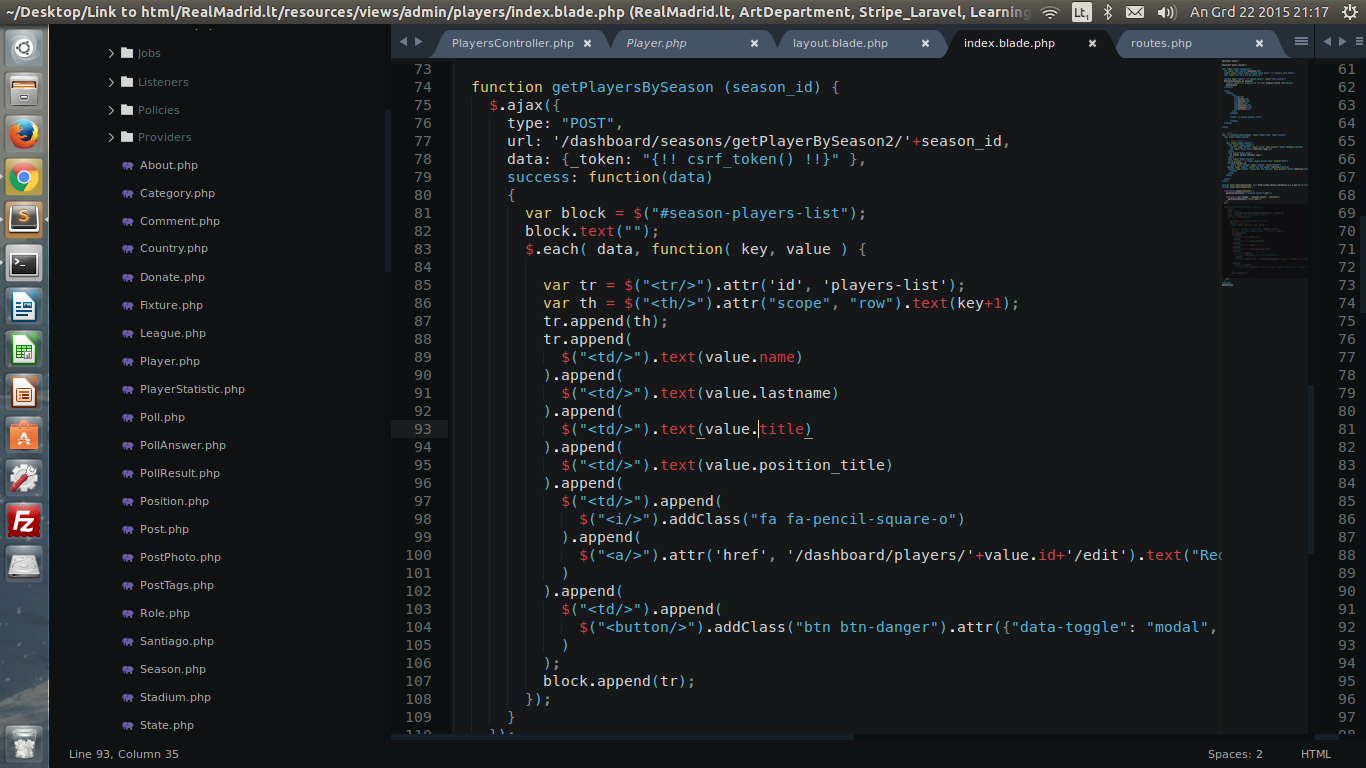 ~/Desktop/Link to html/RealMadrid.lt/resources/views/admin/players/index.blade.php (RealMadrid.lt, ArtDepartment, Stripe_Laravel, Learning
Lt₁
An Grd 22 2015 21:17
Jobs
Listeners
Policies
Providers
About.php
Category.php
Comment.php
Country.php
Donate.php
Fixture.php
League.php
Player.php
PlayerStatistic.php
Poll.php
PollAnswer.php
PollResult.php
Position.php
Post.php
PostPhoto.php
PostTags.php
Role.php
Santiago.php
Season.php
Stadium.php
State.php
PlayersController.php
Player.php
layout.blade.php
index.blade.php
routes.php
73
74 function getPlayersBySeason (season_id) {
75 $.ajax({
76 type: "POST",
77 url: '/dashboard/seasons/getPlayerBySeason2/'+season_id,
78 data: {_token: "{!! csrf_token() !!}" },
79 success: function(data)
80 {
81 var block = $("#season-players-list");
82 block.text("");
83 $.each( data, function( key, value ) {
84
85 var tr = $("<tr/>").attr('id', 'players-list');
86 var th = $("<th/>").attr("scope", "row").text(key+1);
87 tr.append(th);
88 tr.append(
89 $("<td/>").text(value.name)
90 ).append(
91 $("<td/>").text(value.lastname)
92 ).append(
93 $("<td/>").text(value.title)
94 ).append(
95 $("<td/>").text(value.position_title)
96 ).append(
97 $("<td/>").append(
98 $("<i/>").addClass("fa fa-pencil-square-o")
99 ).append(
100 $("<a/>").attr('href', '/dashboard/players/'+value.id+'/edit').text("Red
101 )
102 ).append(
103 $("<td/>").append(
104 $("<button/>").addClass("btn btn-danger").attr({"data-toggle": "modal",
105 )
106 );
107 block.append(tr);
108 });
109 }
110 });
61
62
63
64
65
66
67
68
69
70
71
72
73
74
75
76
77
78
79
80
81
82
83
84
85
86
87
88
89
90
91
92
93
94
95
96
97
98
Line 93, Column 35
Spaces: 2
HTML